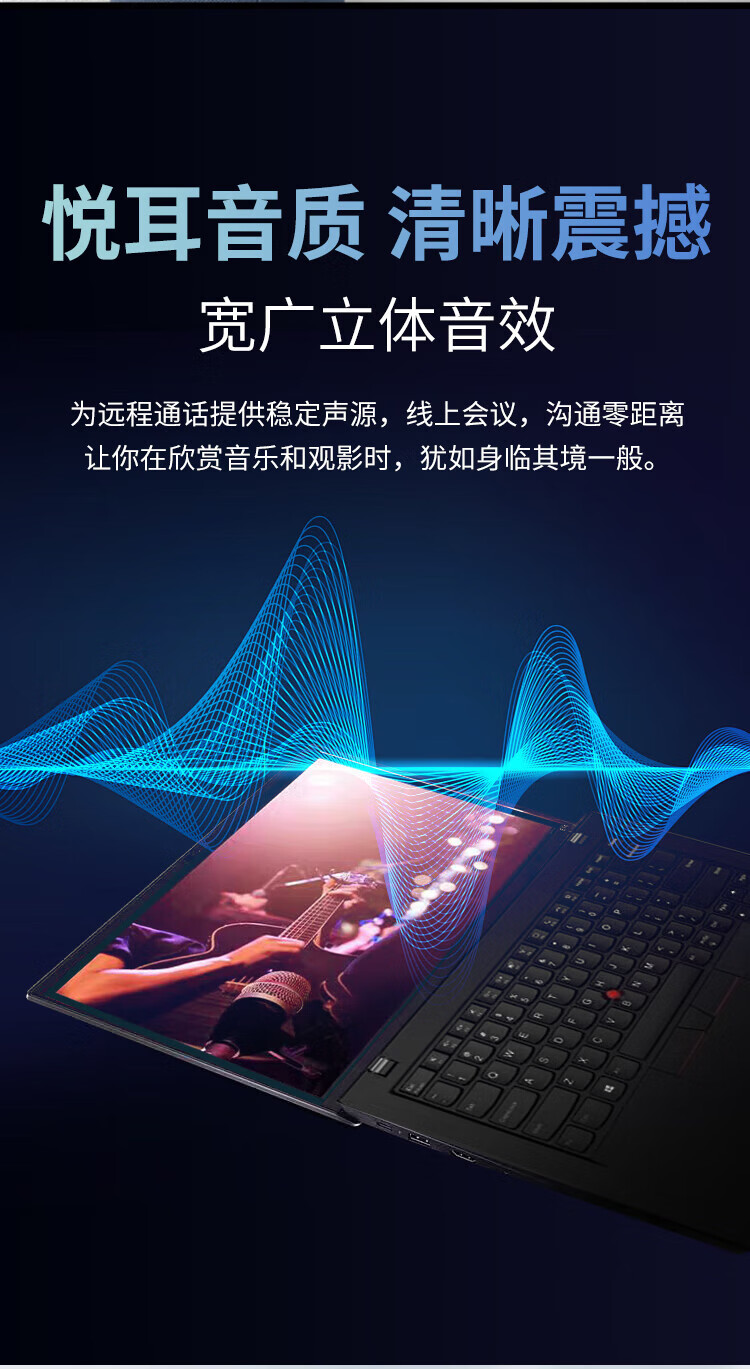 悦耳音质 清晰震撼
宽广立体音效
为远程通话提供稳定声源，线上会议，沟通零距离
让你在欣赏音乐和观影时，犹如身临其境一般。